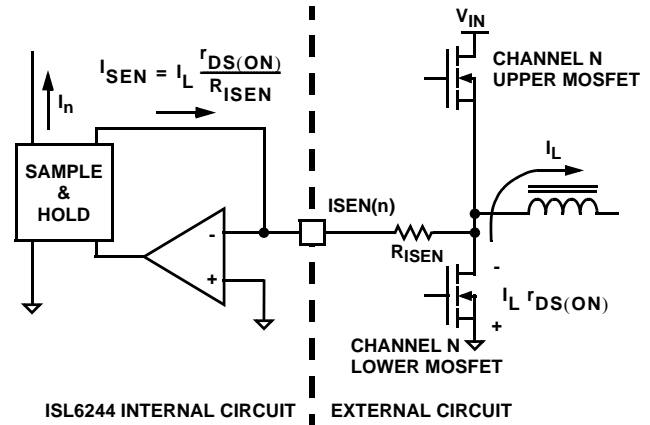 V_IN
CHANNEL N
UPPER MOSFET
I_SEN = I_L r_DS(ON) / R_ISEN
I_n
I_L
SAMPLE
&
HOLD
ISEN(n)
-
+
R_ISEN
-
I_L r_DS(ON)
+
CHANNEL N
LOWER MOSFET
ISL6244 INTERNAL CIRCUIT
EXTERNAL CIRCUIT